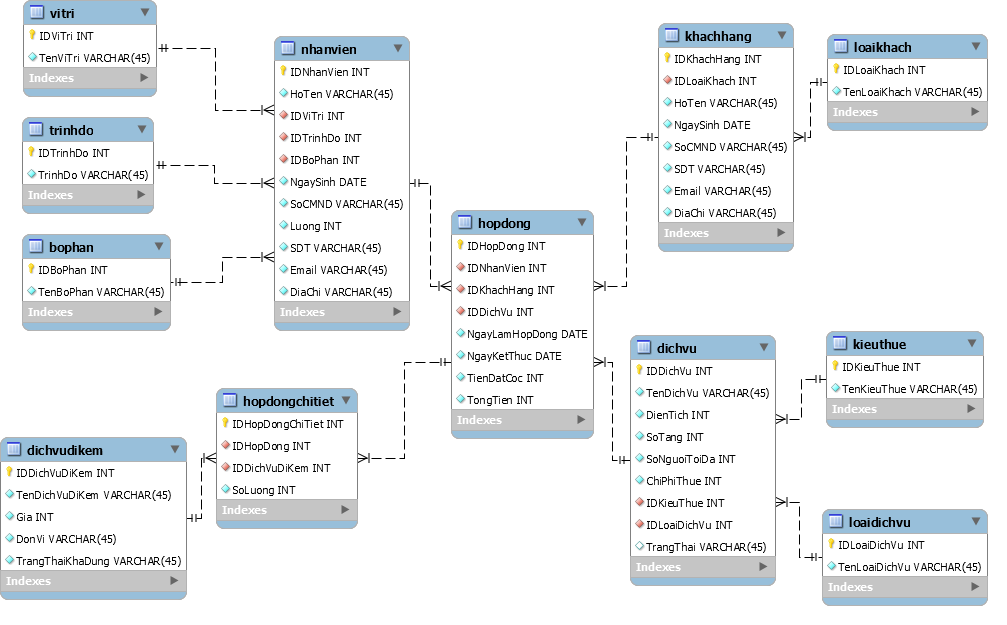 vitri
IDViTri INT
TenViTri VARCHAR(45)
Indexes
trinhdo
IDTrinhDo INT
TrinhDo VARCHAR(45)
Indexes
bophan
IDBoPhan INT
TenBoPhan VARCHAR(45)
Indexes
nhanvien
IDNhanVien INT
HoTen VARCHAR(45)
IDViTri INT
IDTrinhDo INT
IDBoPhan INT
NgaySinh DATE
SoCMND VARCHAR(45)
Luong INT
SDT VARCHAR(45)
Email VARCHAR(45)
DiaChi VARCHAR(45)
Indexes
hopdong
IDHopDong INT
IDNhanVien INT
IDKhachHang INT
IDDichVu INT
NgayLamHopDong DATE
NgayKetThuc DATE
TienDatCoc INT
TongTien INT
Indexes
khachhang
IDKhachHang INT
IDLoaiKhach INT
HoTen VARCHAR(45)
NgaySinh DATE
SoCMND VARCHAR(45)
SDT VARCHAR(45)
Email VARCHAR(45)
DiaChi VARCHAR(45)
Indexes
loaikhach
IDLoaiKhach INT
TenLoaiKhach VARCHAR(45)
Indexes
dichvudikem
IDDichVuDiKem INT
TenDichVuDiKem VARCHAR(45)
Gia INT
DonVi VARCHAR(45)
TrangThaiKhaDung VARCHAR(45)
Indexes
hopdongchitiet
IDHopDongChiTiet INT
IDHopDong INT
IDDichVuDiKem INT
SoLuong INT
Indexes
dichvu
IDDichVu INT
TenDichVu VARCHAR(45)
DienTich INT
SoTang INT
SoNguoiToiDa INT
ChiPhiThue INT
IDKieuThue INT
IDLoaiDichVu INT
TrangThai VARCHAR(45)
Indexes
kieuthue
IDKieuThue INT
TenKieuThue VARCHAR(45)
Indexes
loaidichvu
IDLoaiDichVu INT
TenLoaiDichVu VARCHAR(45)
Indexes